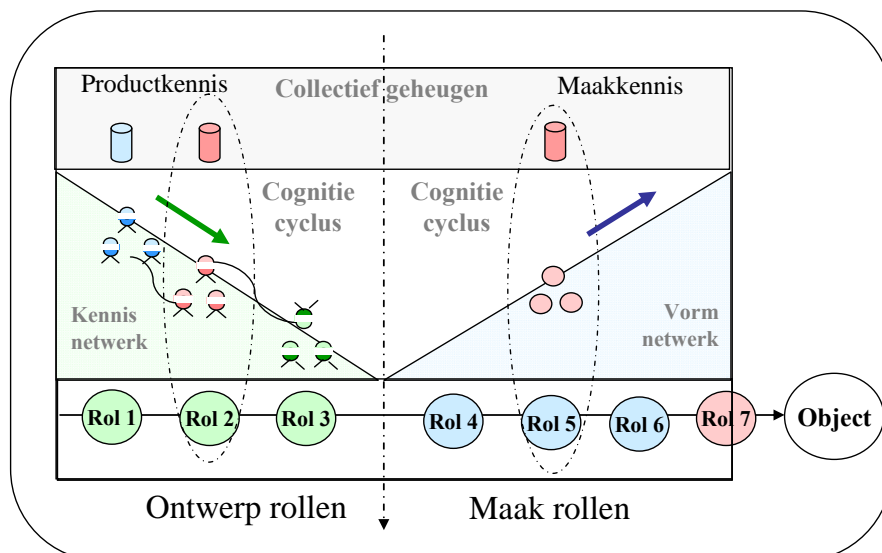 Productkennis
Maakkennis
Collectief geheugen
Cognitie
cyclus
Cognitie
cyclus
Kennis
netwerk
Vorm
netwerk
Rol 1
Rol 2
Rol 3
Rol 4
Rol 5
Rol 6
Rol 7
Object
Ontwerp rollen
Maak rollen